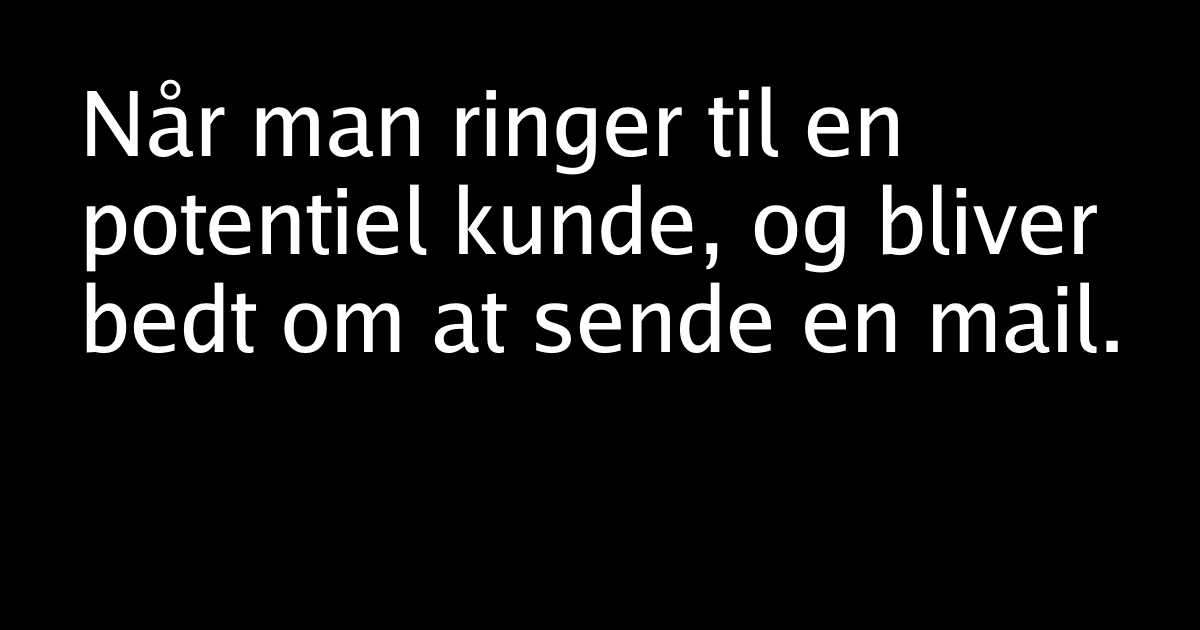 Når man ringer til en
potentiel kunde, og bliver
bedt om at sende en mail.